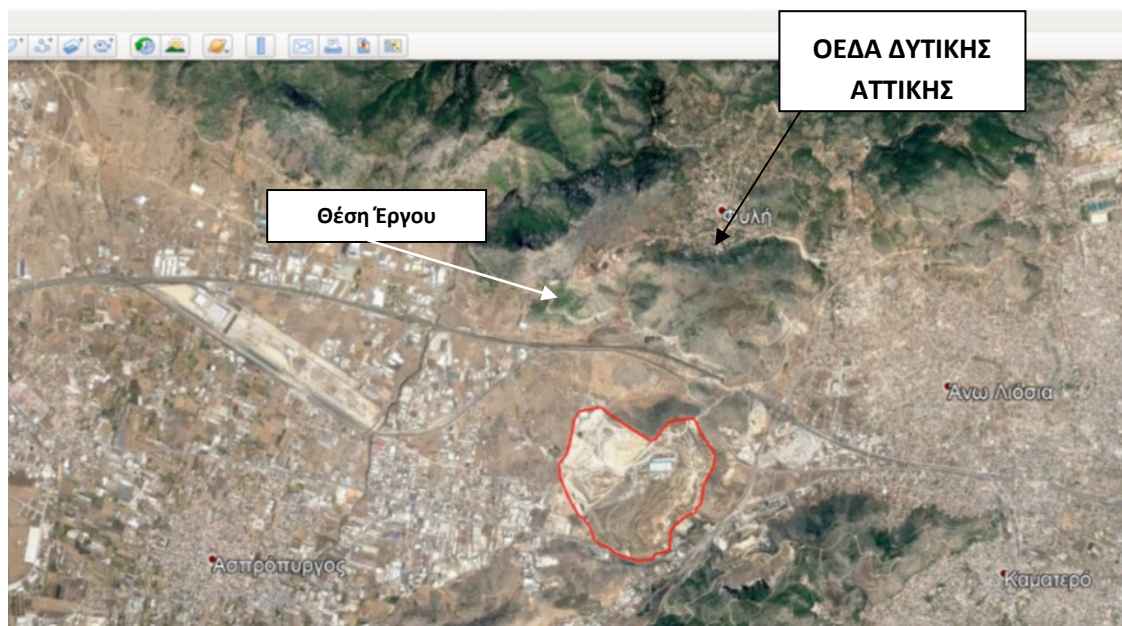 ΟΕΔΑ ΔΥΤΙΚΗΣ
ΑΤΤΙΚΗΣ
Θέση Έργου
Φυλή
Άνω Λιόσια
Ασπρόπυργος
Καματερό